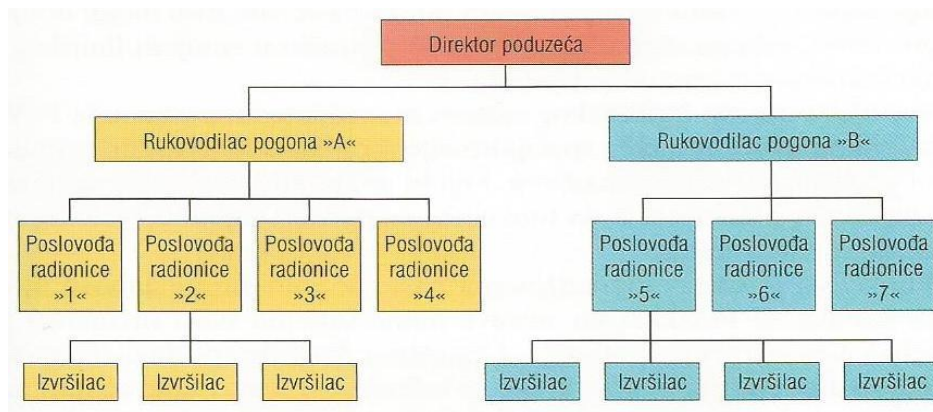 Direktor poduzeća
Rukovodilac pogona »A«
Rukovodilac pogona »B«
Poslovođa
radionice
»1«
Poslovođa
radionice
»2«
Poslovođa
radionice
»3«
Poslovođa
radionice
»4«
Poslovođa
radionice
»5«
Poslovođa
radionice
»6«
Poslovođa
radionice
»7«
Izvršilac
Izvršilac
Izvršilac
Izvršilac
Izvršilac
Izvršilac
Izvršilac